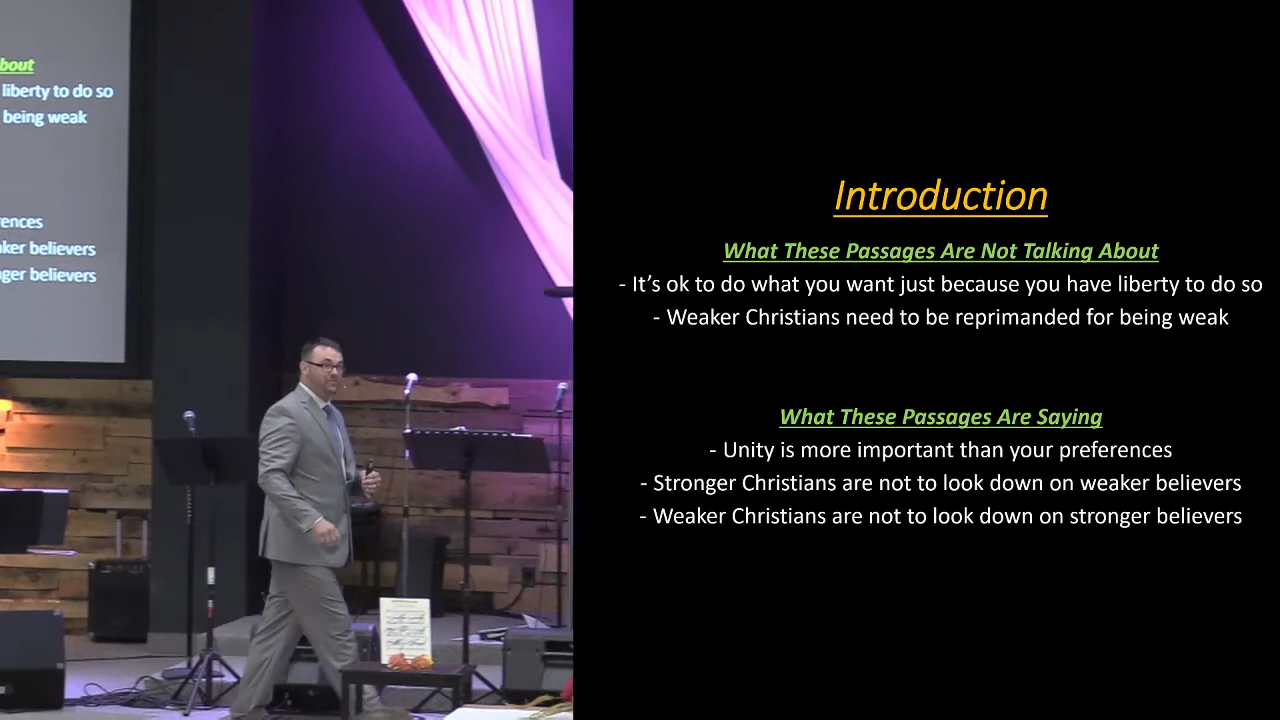 bout
liberty to do so
being weak
ences
ker believers
ger believers
Introduction
What These Passages Are Not Talking About
- It’s ok to do what you want just because you have liberty to do so
- Weaker Christians need to be reprimanded for being weak
What These Passages Are Saying
- Unity is more important than your preferences
- Stronger Christians are not to look down on weaker believers
- Weaker Christians are not to look down on stronger believers